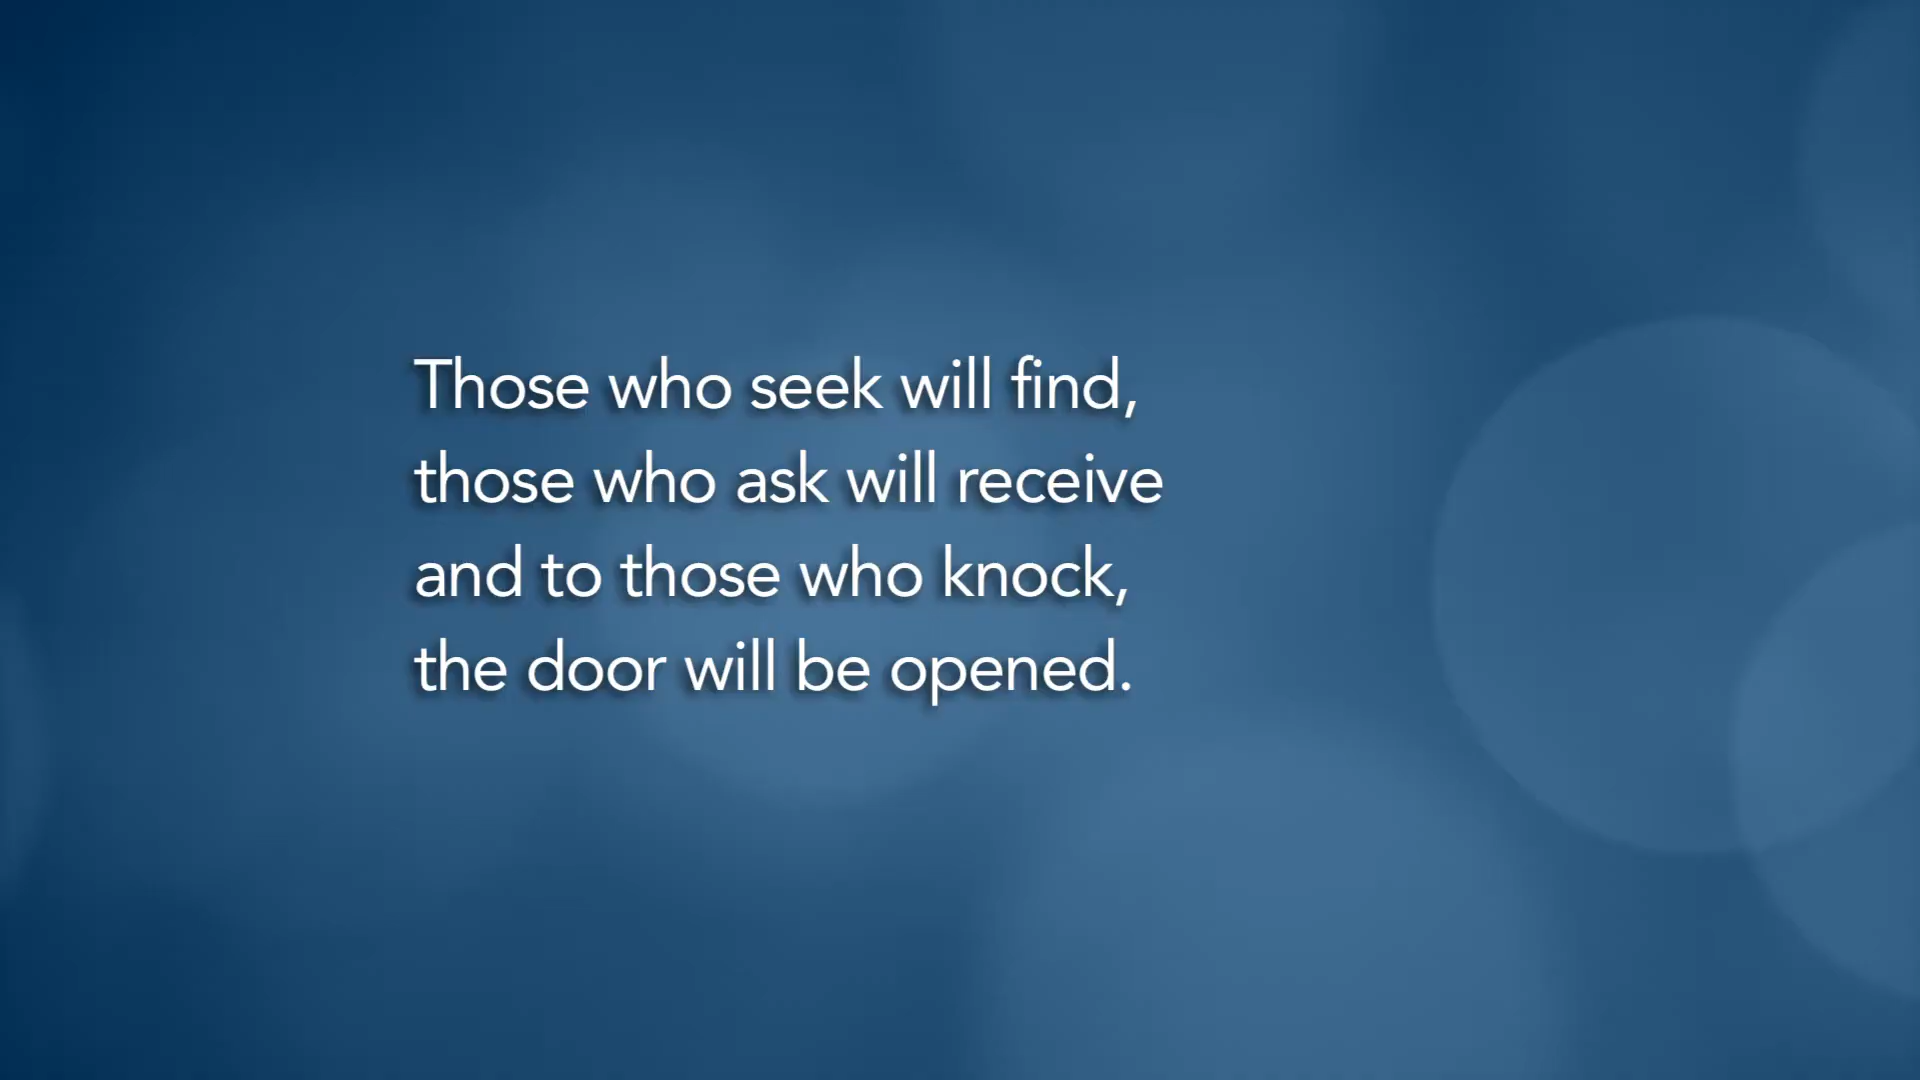 Those who seek will find,
those who ask will receive
and to those who knock,
the door will be opened.